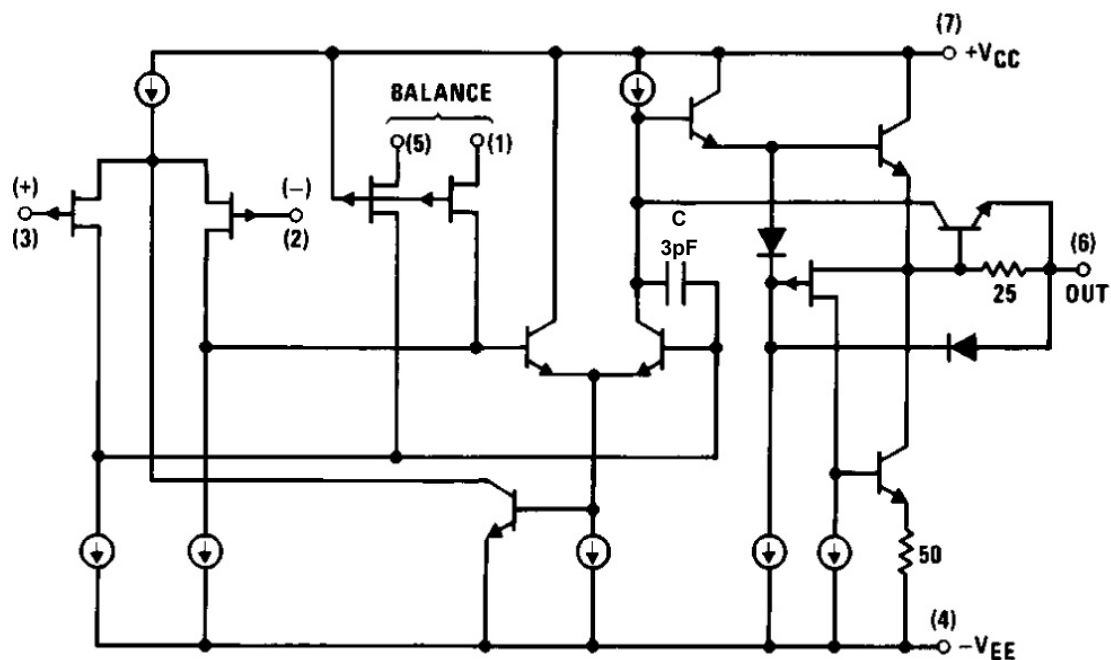 (7)
+VCC
BALANCE
(5)
(1)
(+)
(−)
(3)
(2)
C
3pF
(6)
25
OUT
50
(4)
−VEE